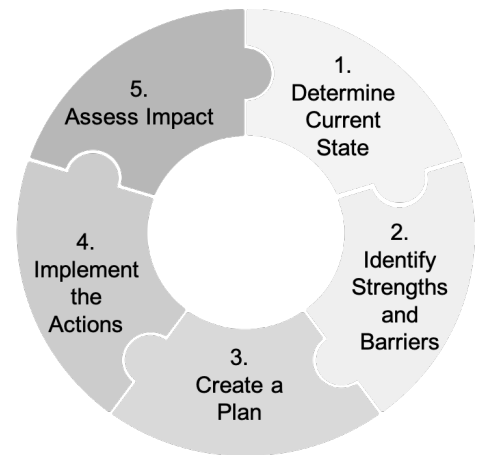 1.
Determine
Current
State
2.
Identify
Strengths
and
Barriers
3.
Create a
Plan
4.
Implement
the
Actions
5.
Assess Impact